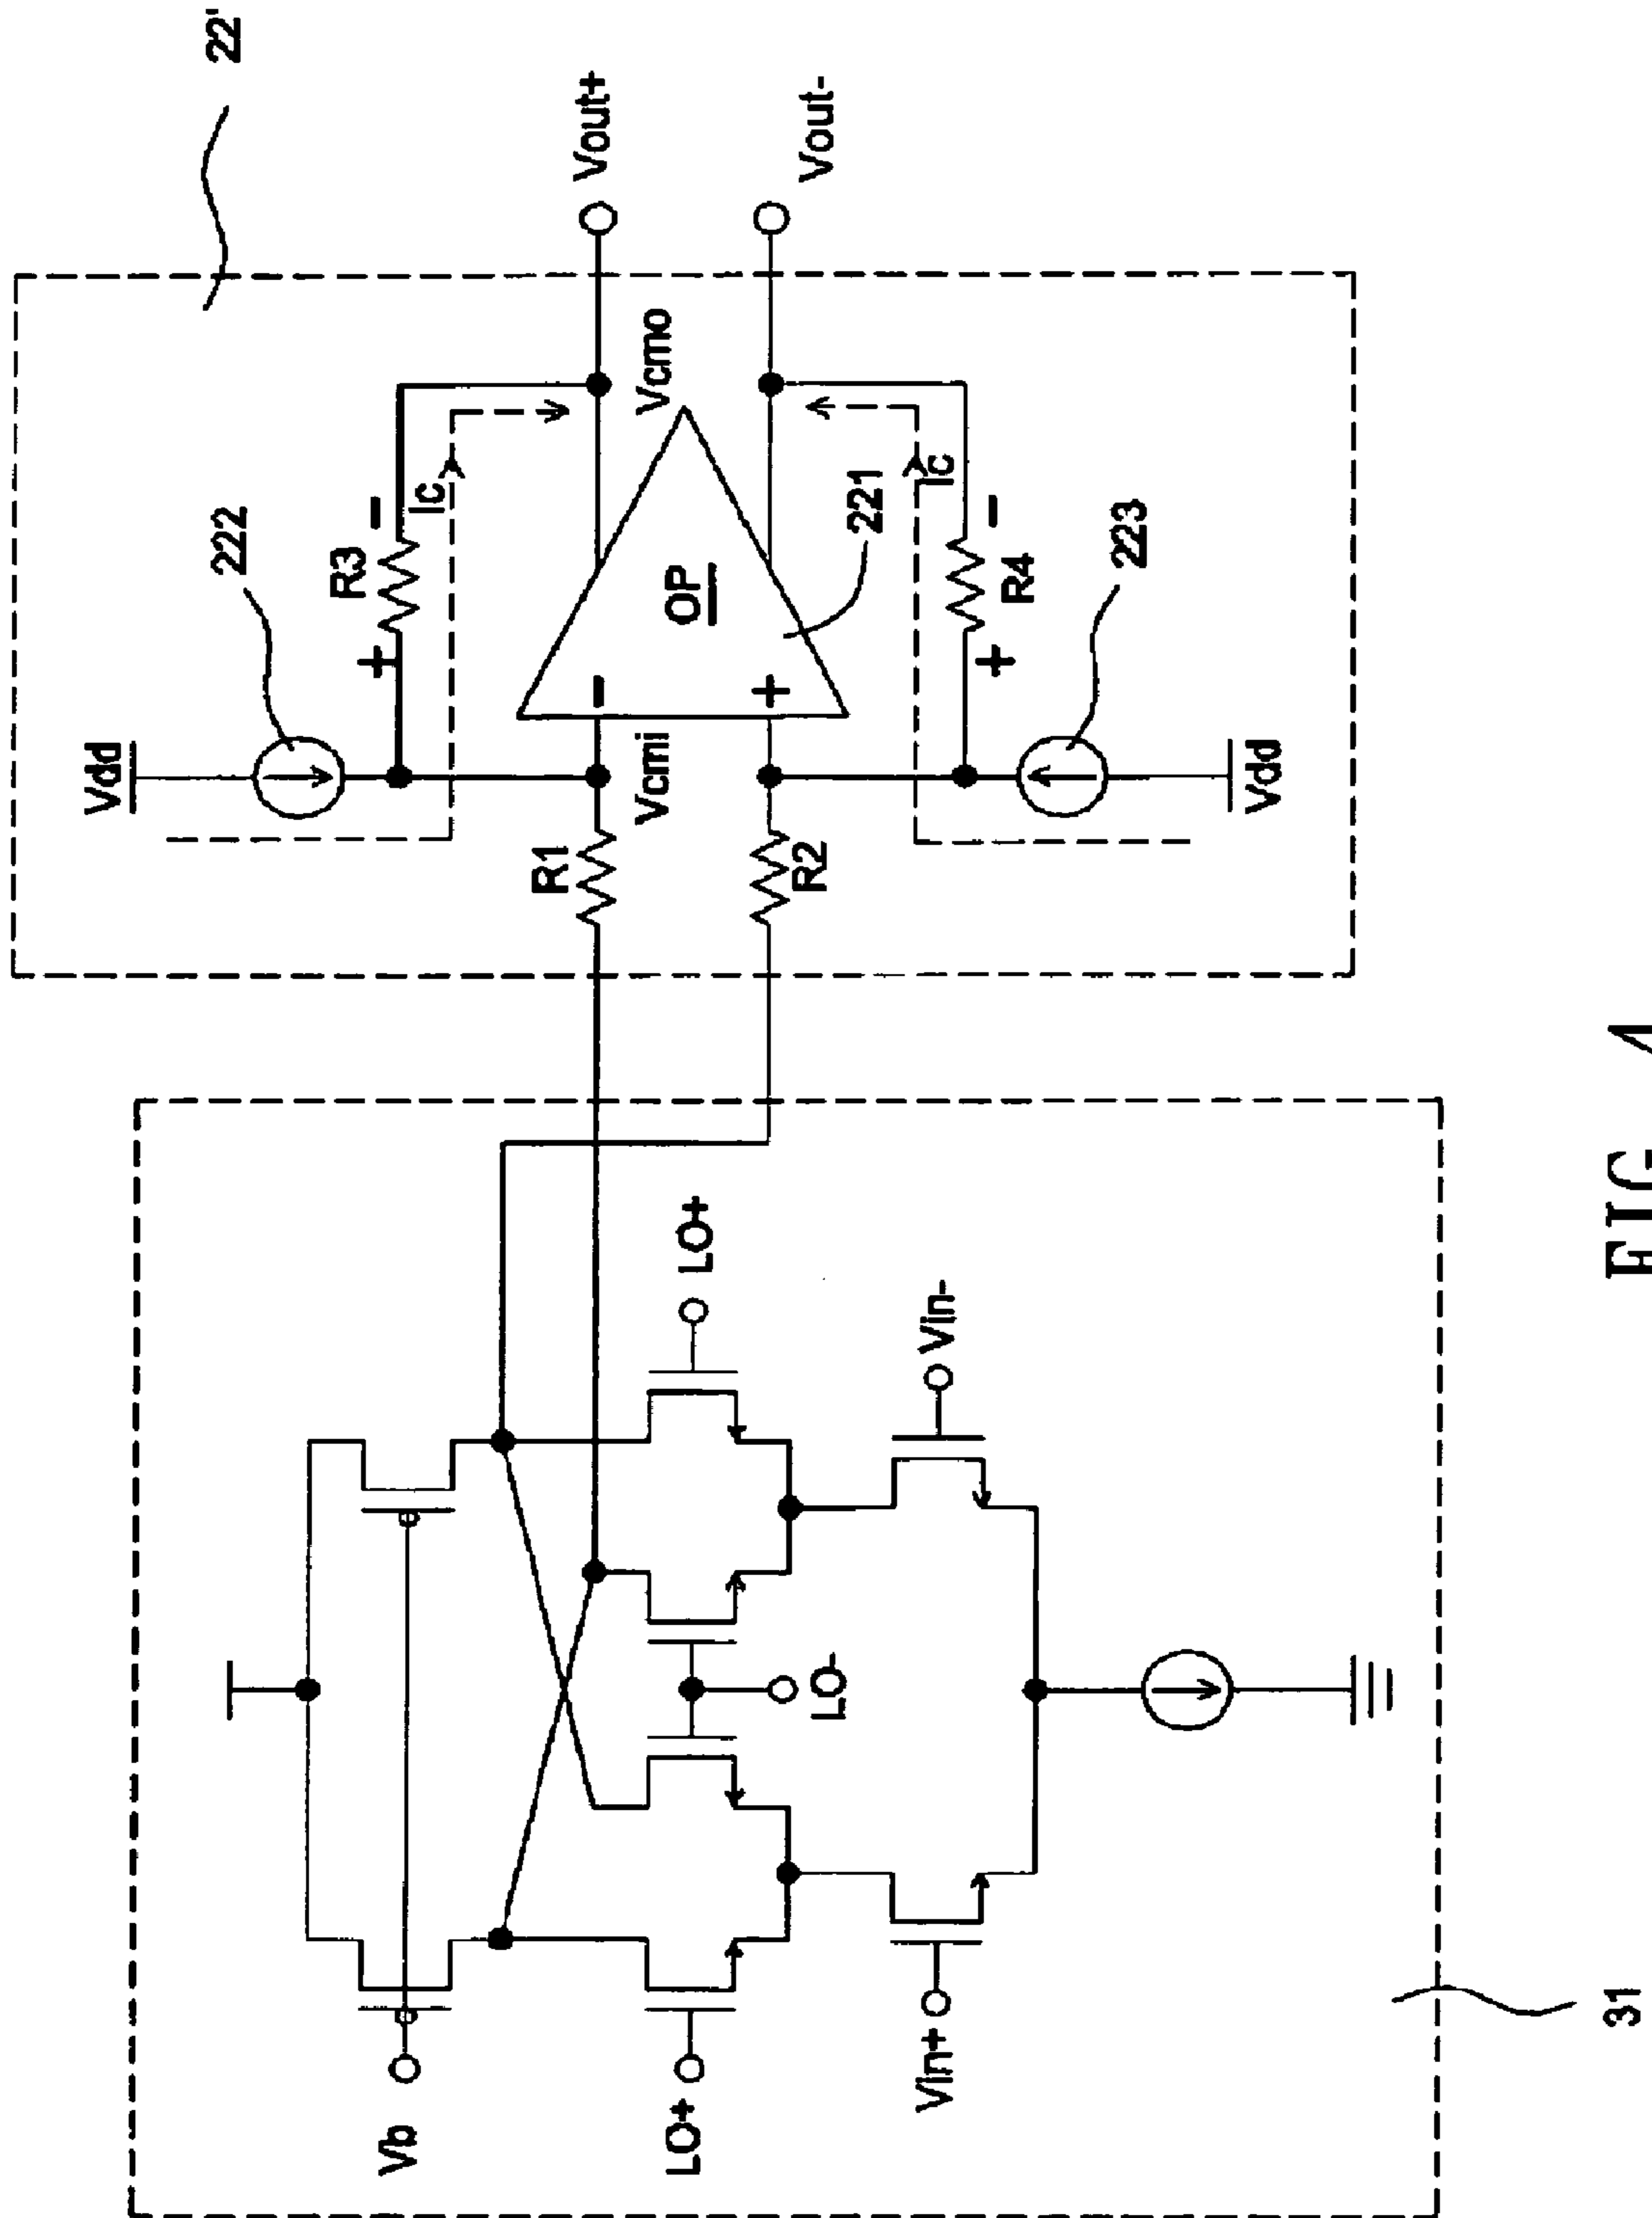 22'
Vdd
222
R3
+
-
Ic
Vout+
Vcmo
R1
Vcmi
-
+
OP
221
Vout-
R2
Ic
+
-
R4
223
Vdd
Vb
LO+
LO-
LO+
Vin+
Vin-
31
FIG. 4